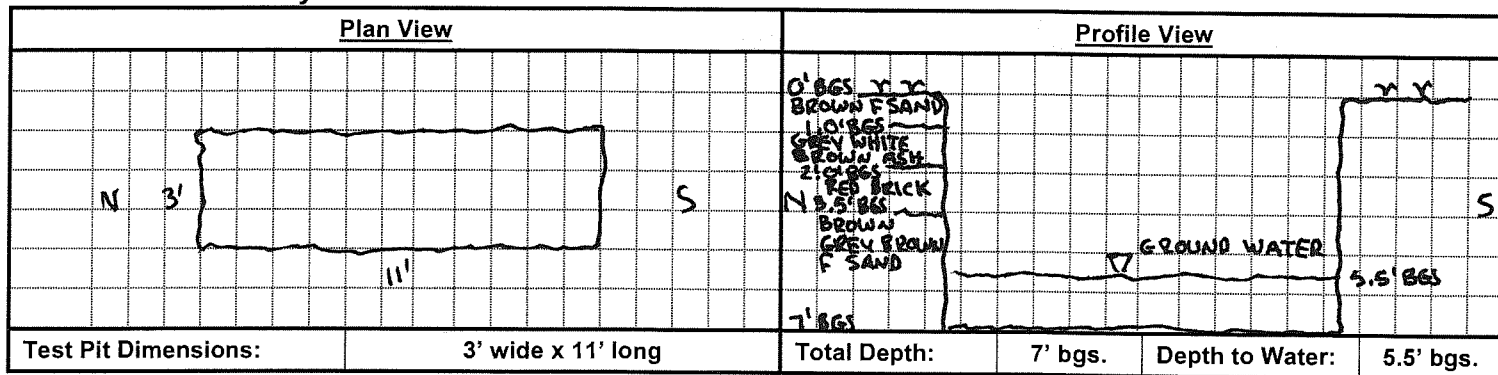 Plan View
Profile View
N
3'
S
11'
0' BGS
BROWN F SAND
1.0' BGS
GREY WHITE
BROWN ASH
2.0' BGS
RED BRICK
N
3.5' BGS
BROWN
GREY BROWN
F SAND
7' BGS
GROUND WATER
5.5' BGS
S
Test Pit Dimensions:
3' wide x 11' long
Total Depth:
7' bgs.
Depth to Water:
5.5' bgs.